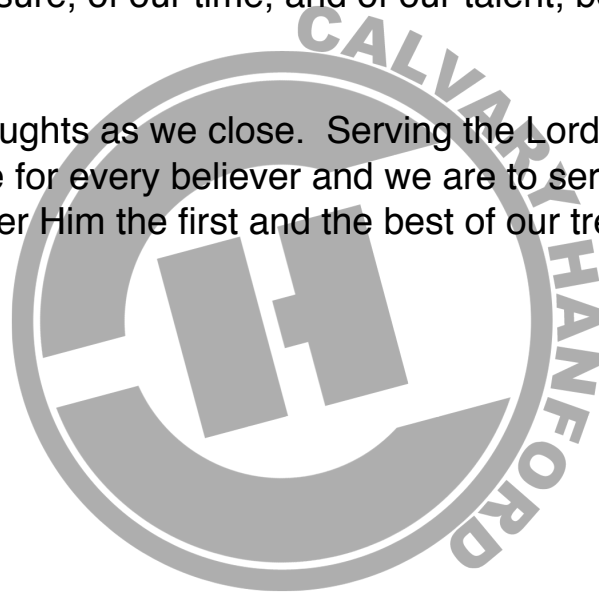 sure, of our time, and of our talent, b
ughts as we close.  Serving the Lord
e for every believer and we are to ser
er Him the first and the best of our tre
CALVARY HANFORD